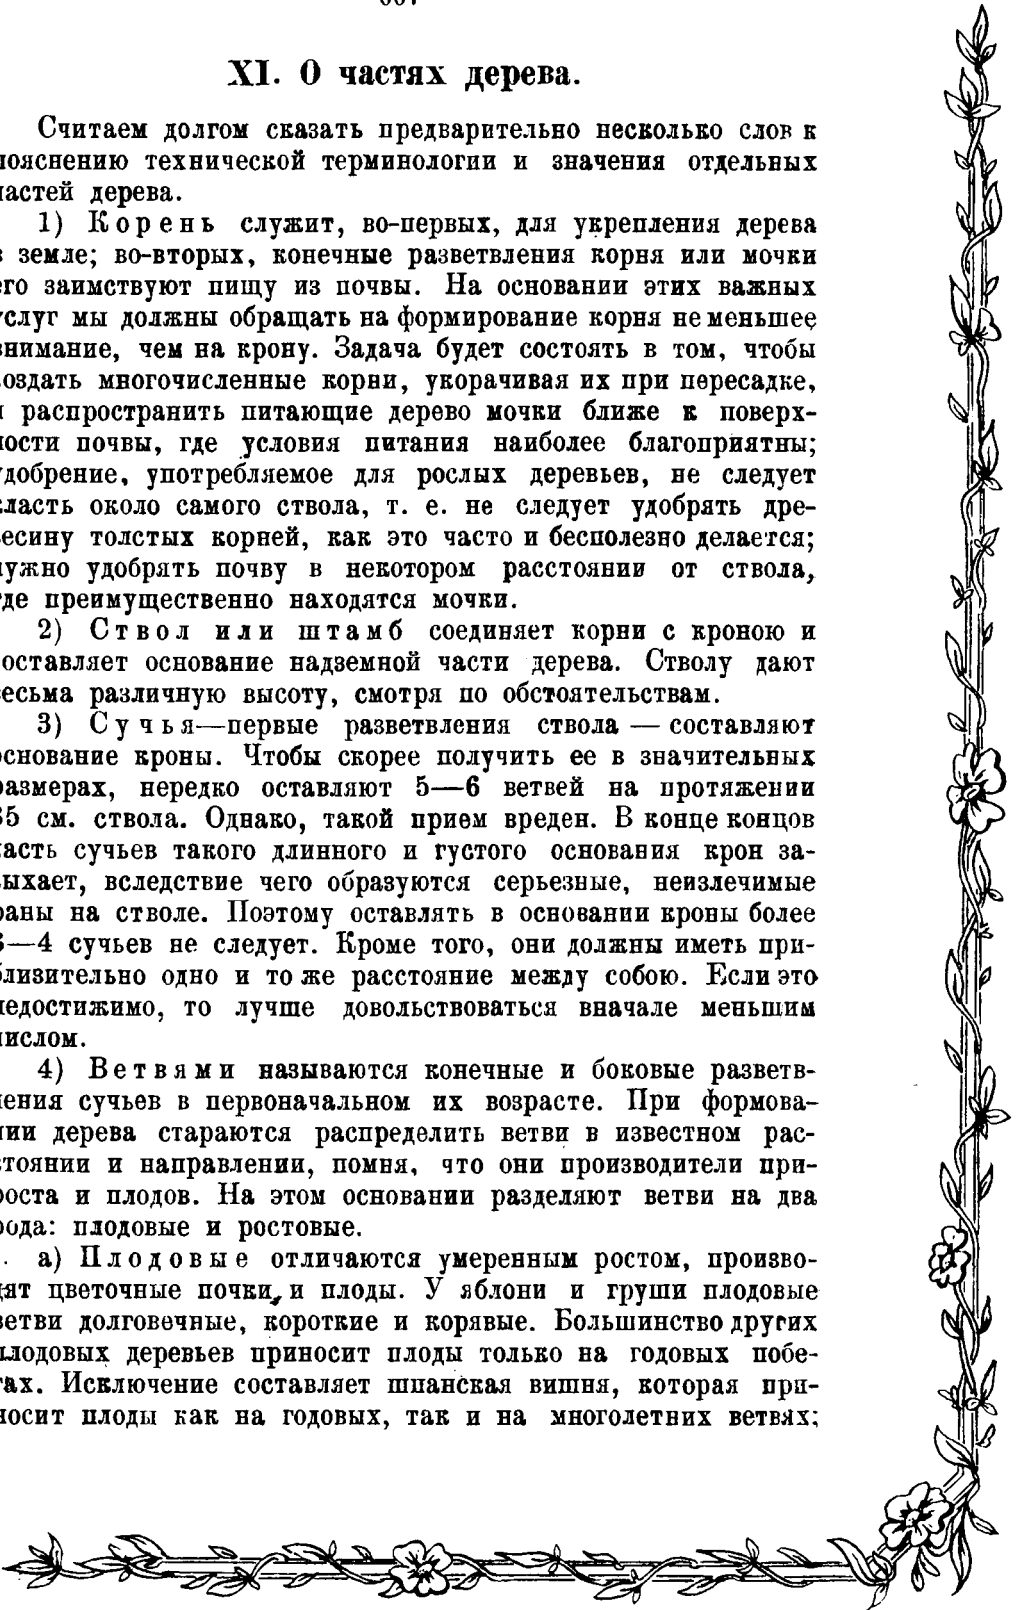 XI. О частях дерева.
Считаем долгом сказать предварительно несколько слов к
пояснению технической терминологии и значения отдельных
частей дерева.
1) Корень служит, во-первых, для укрепления дерева
в земле; во-вторых, конечные разветвления корня или мочки
его заимствуют пищу из почвы. На основании этих важных
услуг мы должны обращать на формирование корня не меньшее
внимание, чем на крону. Задача будет состоять в том, чтобы
создать многочисленные корни, укорачивая их при пересадке,
и распространить питающие дерево мочки ближе к поверх-
ности почвы, где условия питания наиболее благоприятны;
удобрение, употребляемое для рослых деревьев, не следует
класть около самого ствола, т. е. не следует удобрять дре-
весину толстых корней, как это часто и бесполезно делается;
нужно удобрять почву в некотором расстоянии от ствола,
где преимущественно находятся мочки.
2) Ствол или штамб соединяет корни с кроною и
составляет основание надземной части дерева. Стволу дают
весьма различную высоту, смотря по обстоятельствам.
3) Сучья—первые разветвления ствола — составляют
основание кроны. Чтобы скорее получить ее в значительных
размерах, нередко оставляют 5—6 ветвей на протяжении
см. ствола. Однако, такой прием вреден. В конце концов
часть сучьев такого длинного и густого основания крон за-
сыхает, вследствие чего образуются серьезные, неизлечимые
раны на стволе. Поэтому оставлять в основании кроны более
3—4 сучьев не следует. Кроме того, они должны иметь при-
близительно одно и то же расстояние между собою. Если это
недостижимо, то лучше довольствоваться вначале меньшим
числом.
4) Ветвями называются конечные и боковые разветв-
ления сучьев в первоначальном их возрасте. При формова-
нии дерева стараются распределить ветви в известном рас-
стоянии и направлении, помня, что они производители при-
роста и плодов. На этом основании разделяют ветви на два
рода: плодовые и ростовые.
а) Плодовые отличаются умеренным ростом, произво-
дят цветочные почки, и плоды. У яблони и груши плодовые
ветви долговечные, короткие и корявые. Большинство других
плодовых деревьев приносит плоды только на годовых побе-
гах. Исключение составляет шпанская вишня, которая при-
носит плоды как на годовых, так и на многолетних ветвях;